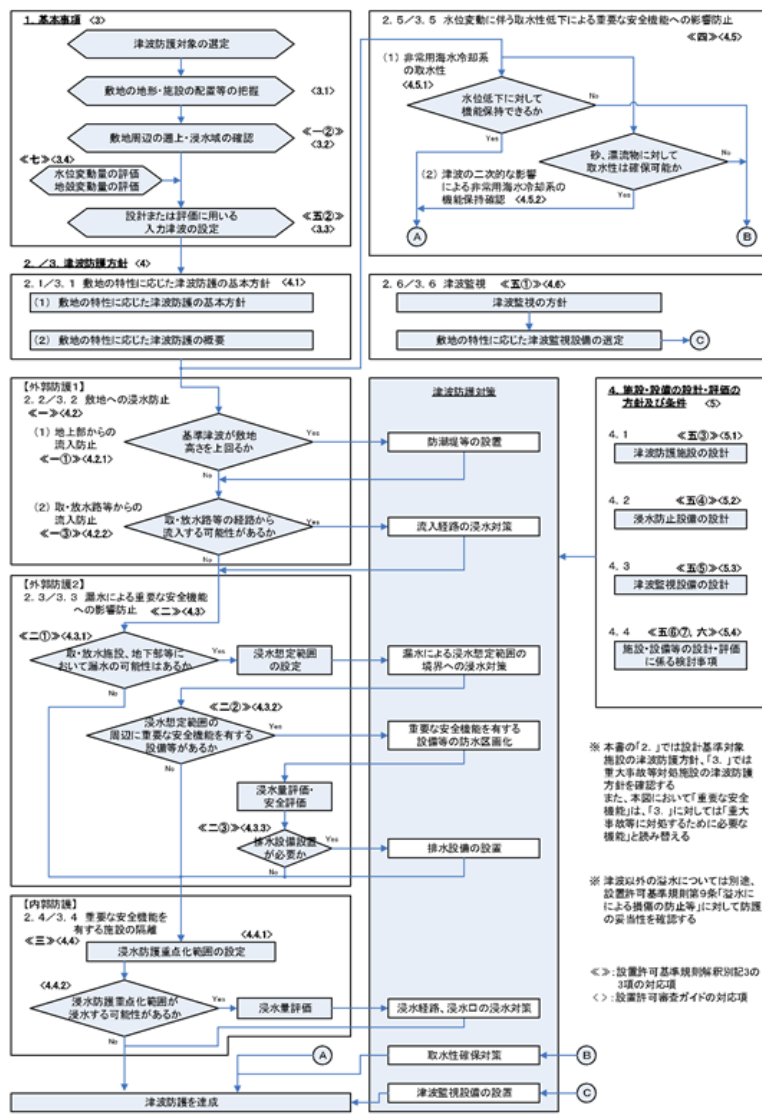 1. 基本事項 <3>
津波防護対象の選定
敷地の地形・施設の配置等の把握
<3.1>
敷地周辺の遡上・浸水域の確認
≪一②≫
<3.2>
≪七≫<3.4>
水位変動量の評価
地殻変動量の評価
設計または評価に用いる
入力津波の設定
≪五②≫
<3.3>
2. /3. 津波防護方針 <4>
2. 1/3. 1 敷地の特性に応じた津波防護の基本方針 <4.1>
(1) 敷地の特性に応じた津波防護の基本方針
(2) 敷地の特性に応じた津波防護の概要
2. 5/3. 5 水位変動に伴う取水性低下による重要な安全機能への影響防止
≪四≫<4.5>
(1) 非常用海水冷却系
の取水性
<4.5.1>
水位低下に対して
機能保持できるか
No
Yes
砂、漂流物に対して
取水性は確保可能か
No
Yes
(2) 津波の二次的な影響
による非常用海水冷却系の
機能保持確認 <4.5.2>
A
B
2. 6/3. 6 津波監視 ≪五①≫<4.6>
津波監視の方針
敷地の特性に応じた津波監視設備の選定
C
【外郭防護1】
2. 2/3. 2 敷地への浸水防止
≪一≫<4.2>
(1) 地上部からの
流入防止
≪一①≫<4.2.1>
基準津波が敷地
高さを上回るか
Yes
No
(2) 取・放水路等からの
流入防止
≪一③≫<4.2.2>
取・放水路等の経路から
流入する可能性があるか
Yes
No
津波防護対策
防潮堤等の設置
流入経路の浸水対策
4. 施設・設備の設計・評価の
方針及び条件 <5>
4. 1 ≪五③≫<5.1>
津波防護施設の設計
4. 2 ≪五④≫<5.2>
浸水防止設備の設計
4. 3 ≪五⑤≫<5.3>
津波監視設備の設計
4. 4 ≪五⑥⑦, 六≫<5.4>
施設・設備等の設計・評価
に係る検討事項
【外郭防護2】
2. 3/3. 3 漏水による重要な安全機能
への影響防止 ≪二≫<4.3>
≪二①≫<4.3.1>
取・放水施設、地下部等に
おいて漏水の可能性はあるか
Yes
No
浸水想定範囲
の設定
漏水による浸水想定範囲の
境界への浸水対策
≪二②≫<4.3.2>
浸水想定範囲の
周辺に重要な安全機能を有する
設備等があるか
Yes
No
重要な安全機能を有する
設備等の防水区画化
浸水量評価・
安全評価
≪二③≫<4.3.3>
排水設備設置
が必要か
Yes
No
排水設備の設置
【内郭防護】
2. 4/3. 4 重要な安全機能を
有する施設の隔離
≪三≫<4.4>
<4.4.1>
浸水防護重点化範囲の設定
<4.4.2>
浸水防護重点化範囲が
浸水する可能性があるか
Yes
No
浸水量評価
浸水経路、浸水口の浸水対策
A
取水性確保対策
B
津波監視設備の設置
C
津波防護を達成
※ 本書の「2. 」では設計基準対象
施設の津波防護方針、「3. 」では
重大事故等対処施設の津波防護
方針を確認する
また、本図において「重要な安全
機能」は、「3. 」に対しては「重大
事故等に対処するために必要な
機能」と読み替える
※ 津波以外の溢水については別途、
設置許可基準規則第9条「溢水に
による損傷の防止等」に対して防護
の妥当性を確認する
≪ ≫:設置許可基準規則解釈別記3の
3項の対応項
< >:設置許可審査ガイドの対応項